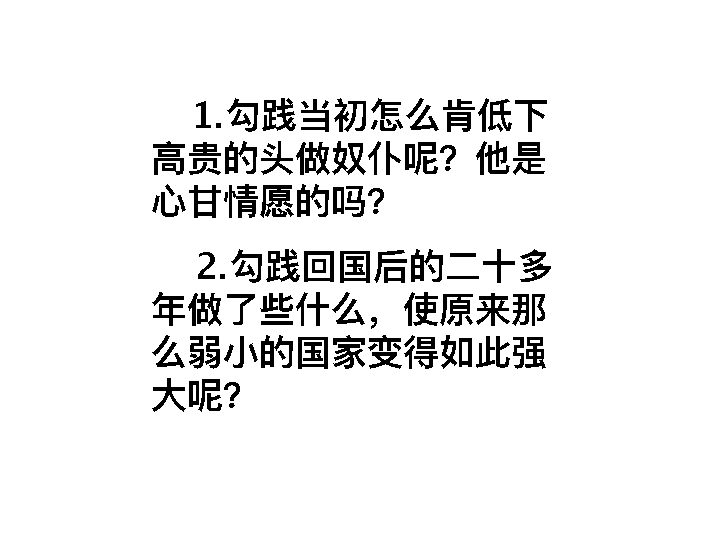 1.勾践当初怎么肯低下
高贵的头做奴仆呢？他是
心甘情愿的吗？
2.勾践回国后的二十多
年做了些什么，使原来那
么弱小的国家变得如此强
大呢？